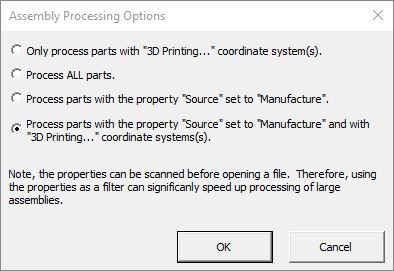 Assembly Processing Options
Only process parts with "3D Printing..." coordinate system(s).
Process ALL parts.
Process parts with the property "Source" set to "Manufacture".
Process parts with the property "Source" set to "Manufacture" and with
"3D Printing..." coordinate systems(s).
Note, the properties can be scanned before opening a file.  Therefore, using
the properties as a filter can significanly speed up processing of large
assemblies.
OK
Cancel